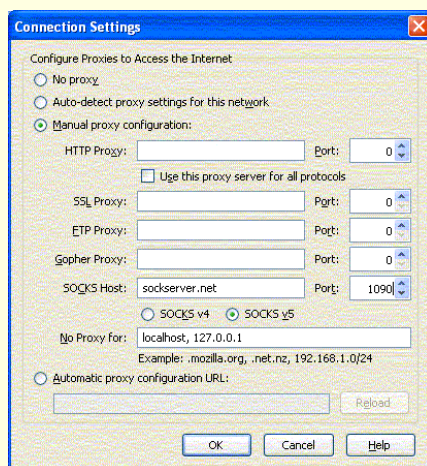 Connection Settings
Configure Proxies to Access the Internet
No proxy
Auto-detect proxy settings for this network
Manual proxy configuration:
HTTP Proxy: Port: 0
Use this proxy server for all protocols
SSL Proxy: Port: 0
FTP Proxy: Port: 0
Gopher Proxy: Port: 0
SOCKS Host: sockserver.net Port: 1090
SOCKS v4 SOCKS v5
No Proxy for: localhost, 127.0.0.1
Example: .mozilla.org, .net.nz, 192.168.1.0/24
Automatic proxy configuration URL:
Reload
OK Cancel Help